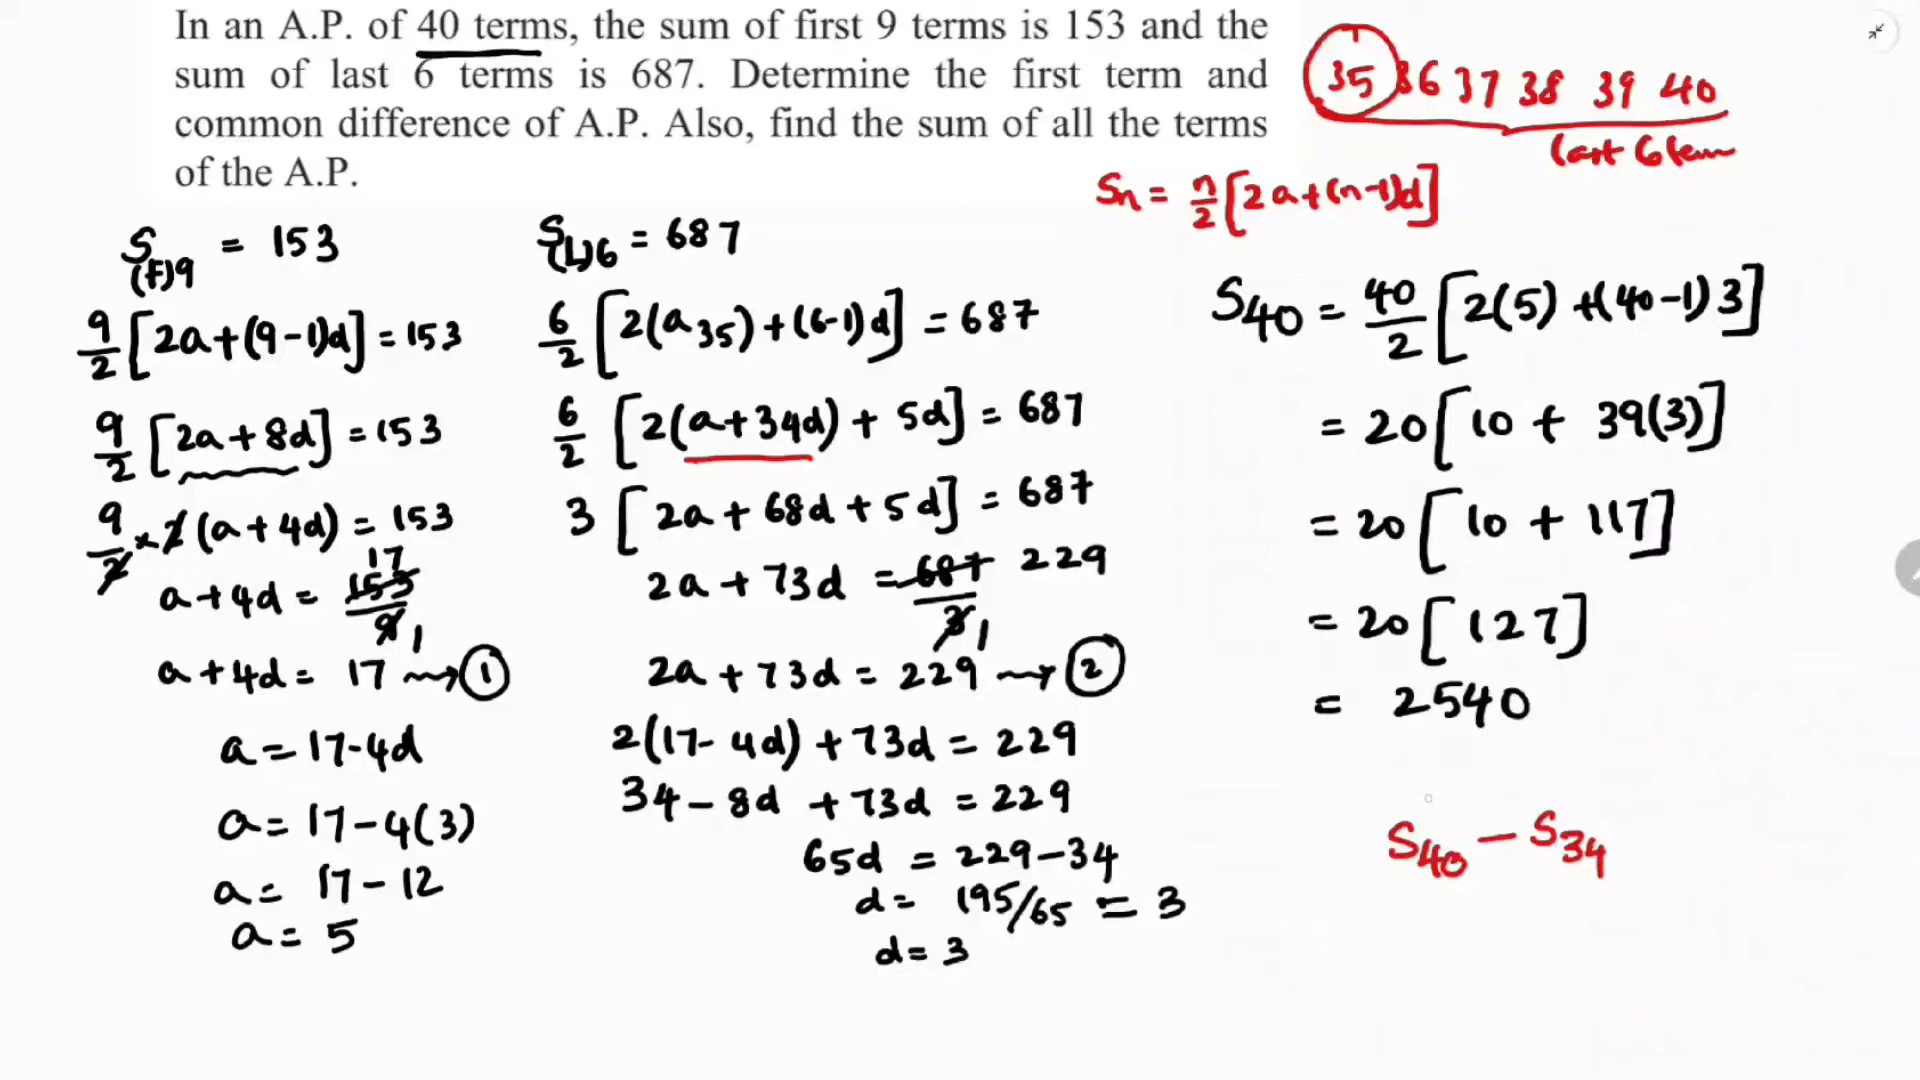 In an A.P. of 40 terms, the sum of first 9 terms is 153 and the
sum of last 6 terms is 687. Determine the first term and
common difference of A.P. Also, find the sum of all the terms
of the A.P.
35 36 37 38 39 40
last 6 term
Sn = n/2 [2a+(n-1)d]
S(F)9 = 153
9/2 [2a+(9-1)d] = 153
9/2 [2a+8d] = 153
9/2 × 2 (a+4d) = 153
a+4d = 153/9 17 1
a+4d = 17 → ①
a = 17-4d
a = 17-4(3)
a = 17-12
a = 5
S(L)6 = 687
6/2 [2(a35)+(6-1)d] = 687
6/2 [2(a+34d)+5d] = 687
3 [2a+68d+5d] = 687
2a+73d = 687/3 229 1
2a+73d = 229 → ②
2(17-4d)+73d = 229
34-8d+73d = 229
65d = 229-34
d = 195/65 = 3
d = 3
S40 = 40/2 [2(5)+(40-1)3]
= 20[10+39(3)]
= 20[10+117]
= 20[127]
= 2540
S40 - S34